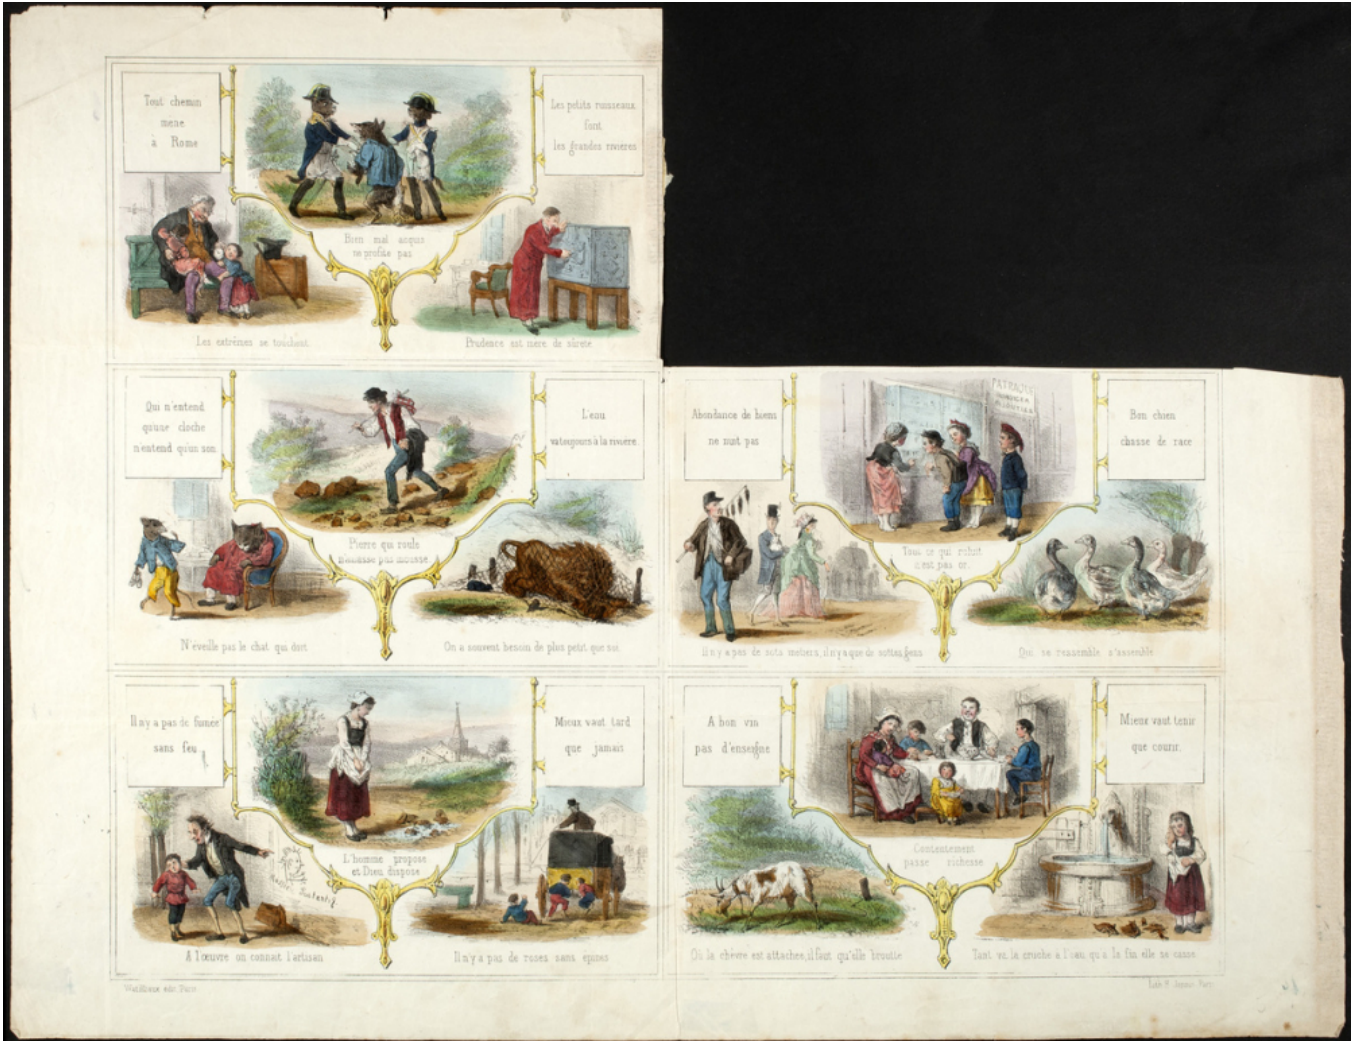 Tout chemin
mene
à Rome
Bien mal acquis
ne profite pas
Les petits ruisseaux
font
les grandes rivières
Les extrêmes se touchent
Prudence est mère de sûreté
Qui n'entend
qu'une cloche
n'entend qu'un son
Pierre qui roule
n'amasse pas mousse
L'eau
va toujours à la rivière
N'éveille pas le chat qui dort
On a souvent besoin de plus petit que soi
Abondance de biens
ne nuit pas
Tout ce qui reluit
n'est pas or.
Bon chien
chasse de race
Il n'y a pas de sots métiers, il n'y a que de sottes gens
Qui se ressemble s'assemble
Il n'y a pas de fumée
sans feu
L'homme propose
et Dieu dispose
Mieux vaut tard
que jamais
A l'œuvre on connait l'artisan
Il n'y a pas de roses sans épines
A bon vin
pas d'enseigne
Contentement
passe richesse
Mieux vaut tenir
que courir.
Où la chèvre est attachée, il faut qu'elle broutte
Tant va la cruche à l'eau qu'à la fin elle se casse
édit. Paris
Paris